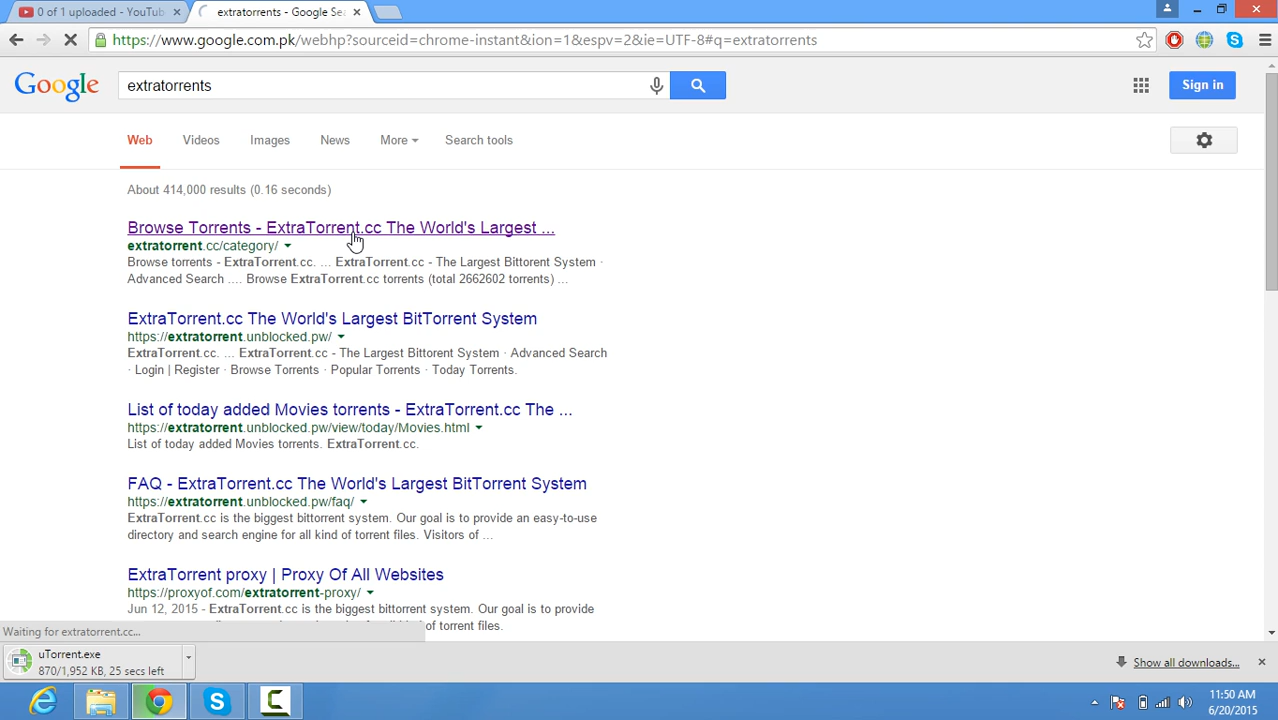 0 of 1 uploaded - YouTub
extratorrents - Google Sea
https://www.google.com.pk/webhp?sourceid=chrome-instant&ion=1&espv=2&ie=UTF-8#q=extratorrents
Google
extratorrents
Sign in
Web
Videos
Images
News
More
Search tools
About 414,000 results (0.16 seconds)
Browse Torrents - ExtraTorrent.cc The World's Largest ...
extratorrent.cc/category/
Browse torrents - ExtraTorrent.cc. ... ExtraTorrent.cc - The Largest Bittorent System ·
Advanced Search .... Browse ExtraTorrent.cc torrents (total 2662602 torrents) ...
ExtraTorrent.cc The World's Largest BitTorrent System
https://extratorrent.unblocked.pw/
ExtraTorrent.cc. ... ExtraTorrent.cc - The Largest Bittorent System · Advanced Search
· Login | Register · Browse Torrents · Popular Torrents · Today Torrents.
List of today added Movies torrents - ExtraTorrent.cc The ...
https://extratorrent.unblocked.pw/view/today/Movies.html
List of today added Movies torrents. ExtraTorrent.cc.
FAQ - ExtraTorrent.cc The World's Largest BitTorrent System
https://extratorrent.unblocked.pw/faq/
ExtraTorrent.cc is the biggest bittorrent system. Our goal is to provide an easy-to-use
directory and search engine for all kind of torrent files. Visitors of ...
ExtraTorrent proxy | Proxy Of All Websites
https://proxyof.com/extratorrent-proxy/
Jun 12, 2015 - ExtraTorrent.cc is the biggest bittorrent system. Our goal is to provide
for all kind of torrent files.
Waiting for extratorrent.cc...
uTorrent.exe
870/1,952 KB, 25 secs left
Show all downloads...
11:50 AM
6/20/2015